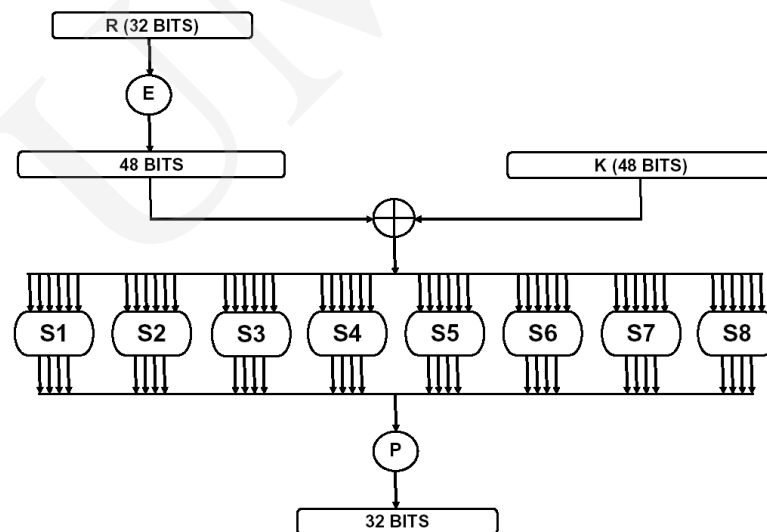 R (32 BITS)
E
48 BITS
K (48 BITS)
S1 S2 S3 S4 S5 S6 S7 S8
P
32 BITS